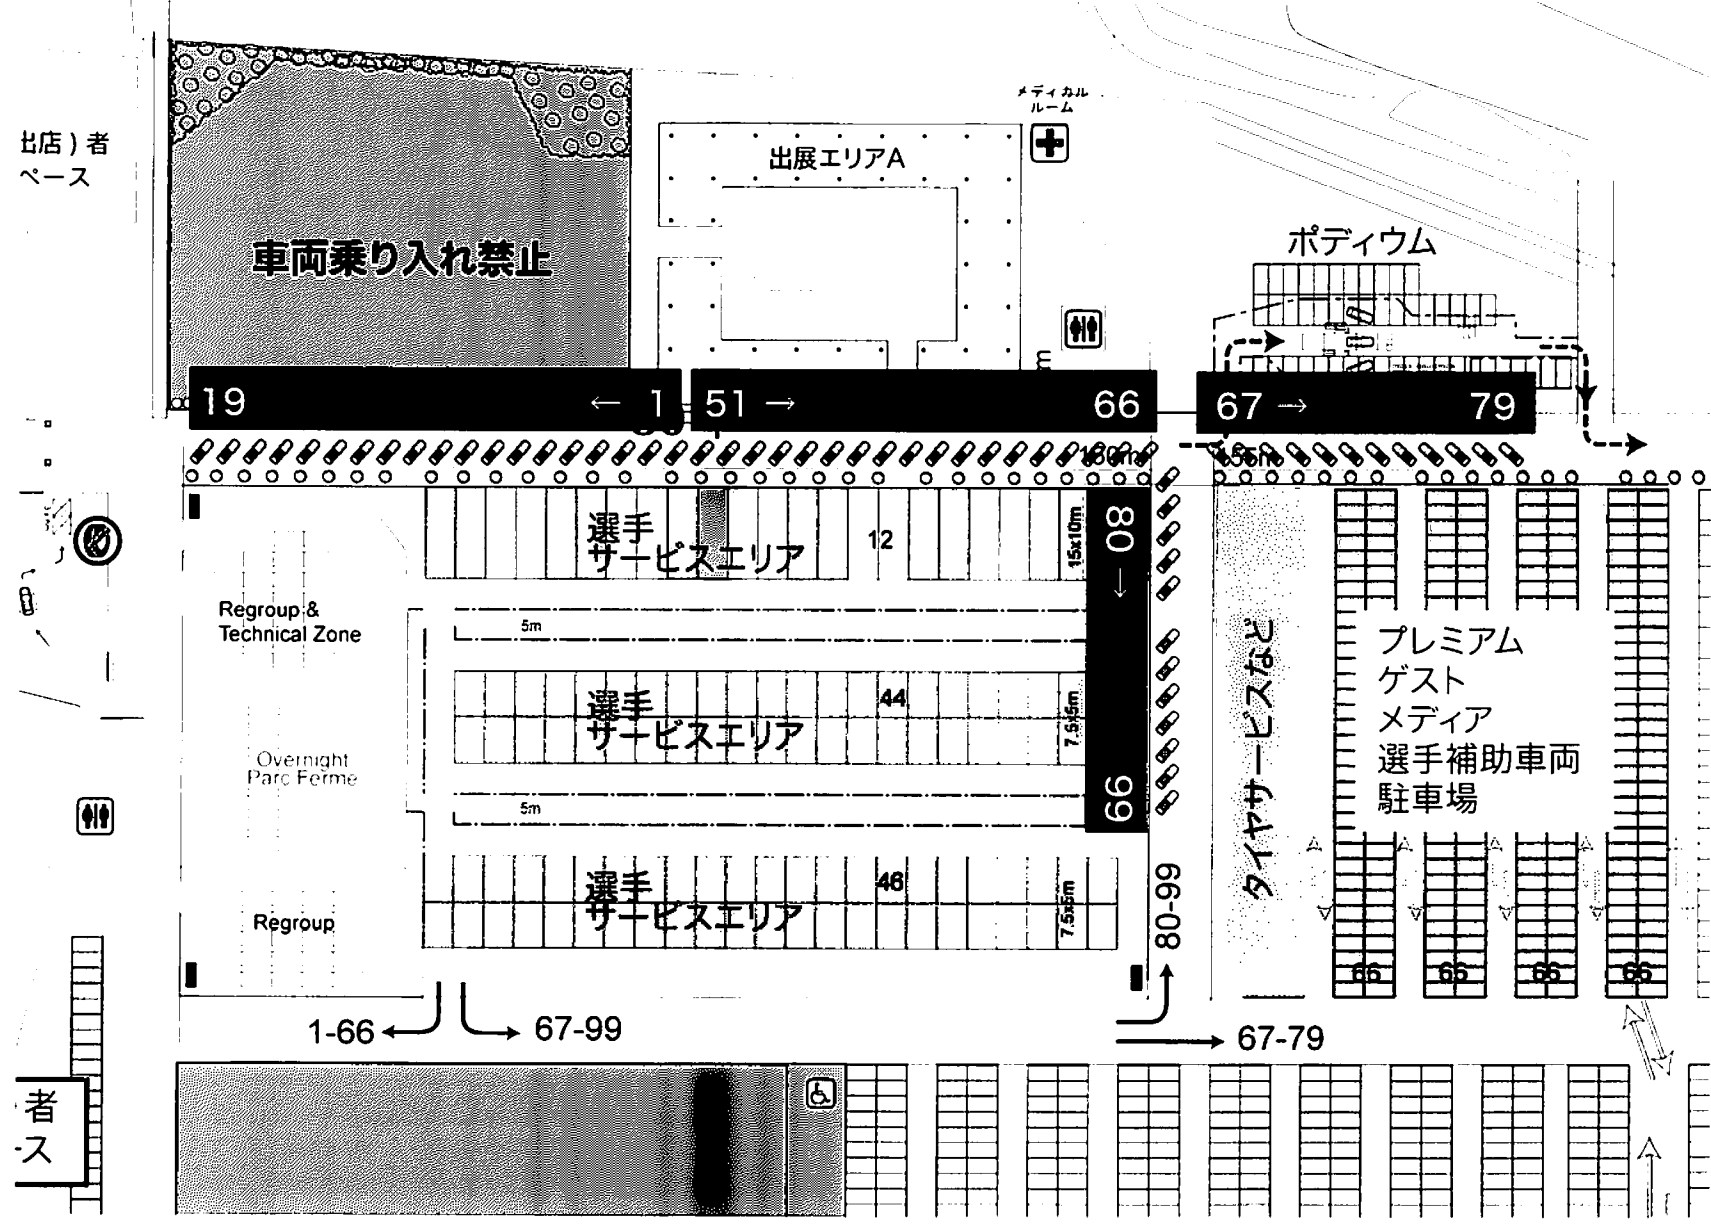 メディカル
ルーム
出店）者
ペース
出展エリアA
車両乗り入れ禁止
ポディウム
19 ← 1
51 → 66
67 → 79
155m
選手
サービスエリア
12
15x10m
80 → 99
Regroup &
Technical Zone
5m
選手
サービスエリア
44
7.5x5m
タイヤサービスなど
プレミアム
ゲスト
メディア
選手補助車両
駐車場
Overnight
Parc Ferme
5m
選手
サービスエリア
46
7.5x5m
80-99
Regroup
66
66
66
66
1-66
67-99
67-79
者
ース